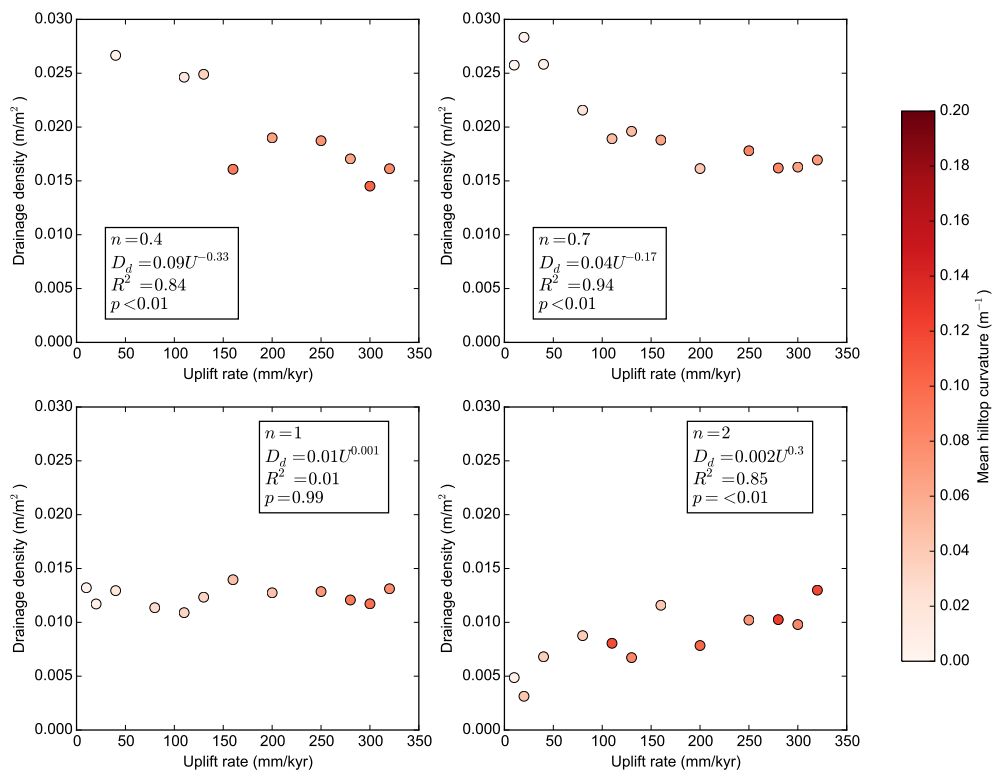 0.030
0.025
0.020
0.015
0.010
0.005
0.000
Drainage density (m/m²)
n=0.4
D_d=0.09U^−0.33
R²=0.84
p<0.01
0 50 100 150 200 250 300 350
Uplift rate (mm/kyr)
0.030
0.025
0.020
0.015
0.010
0.005
0.000
Drainage density (m/m²)
n=0.7
D_d=0.04U^−0.17
R²=0.94
p<0.01
0 50 100 150 200 250 300 350
Uplift rate (mm/kyr)
0.030
0.025
0.020
0.015
0.010
0.005
0.000
Drainage density (m/m²)
n=1
D_d=0.01U^0.001
R²=0.01
p=0.99
0 50 100 150 200 250 300 350
Uplift rate (mm/kyr)
0.030
0.025
0.020
0.015
0.010
0.005
0.000
Drainage density (m/m²)
n=2
D_d=0.002U^0.3
R²=0.85
p=<0.01
0 50 100 150 200 250 300 350
Uplift rate (mm/kyr)
0.20
0.18
0.16
0.14
0.12
0.10
0.08
0.06
0.04
0.02
0.00
Mean hilltop curvature (m⁻¹)